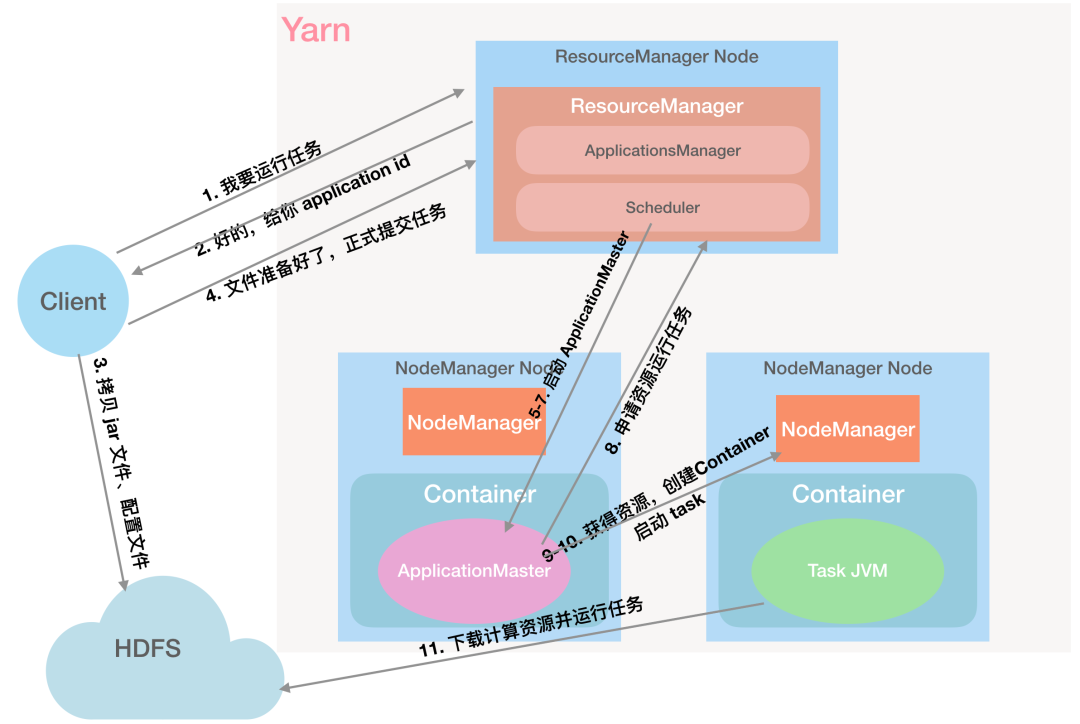 Yarn
ResourceManager Node
ResourceManager
ApplicationsManager
Scheduler
1. 我要运行任务
2. 好的，给你 application id
4. 文件准备好了，正式提交任务
Client
3. 拷贝 jar 文件、配置文件
5-7. 启动 ApplicationMaster
8. 申请资源运行任务
NodeManager Node
NodeManager
Container
ApplicationMaster
9-10. 获得资源，创建Container
启动 task
NodeManager Node
NodeManager
Container
Task JVM
11. 下载计算资源并运行任务
HDFS